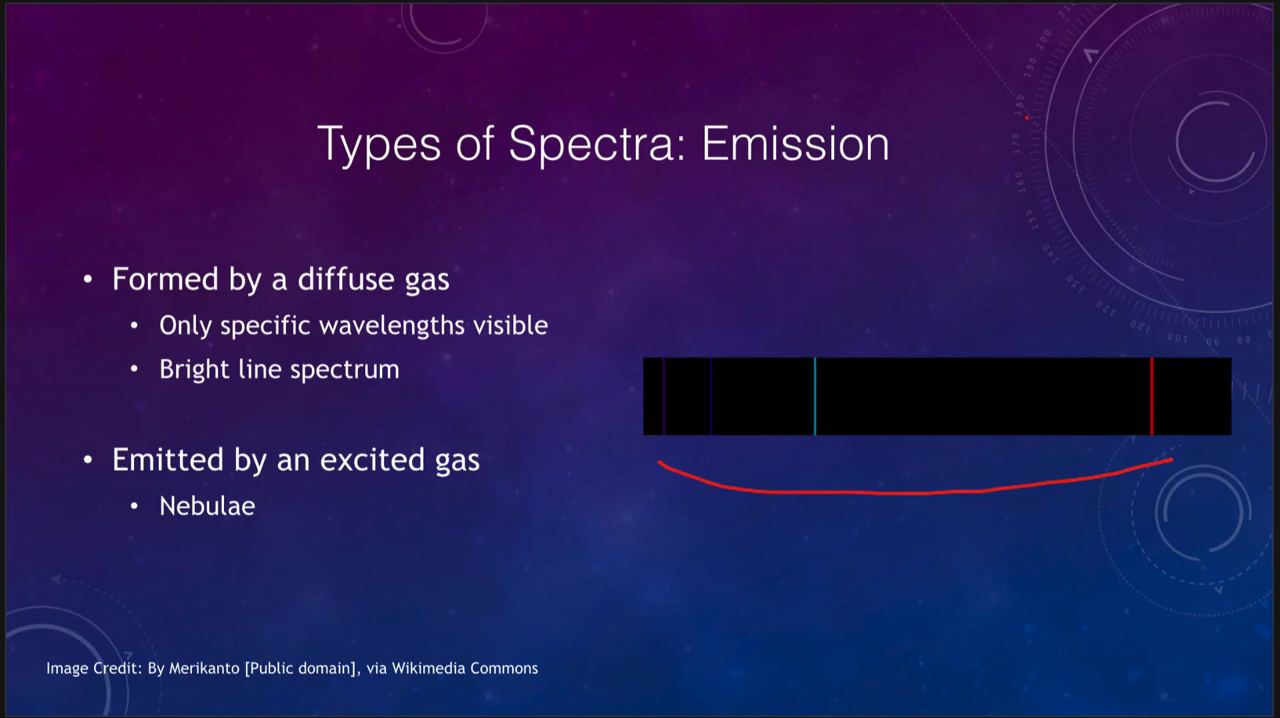 Types of Spectra: Emission
• Formed by a diffuse gas
• Only specific wavelengths visible
• Bright line spectrum
• Emitted by an excited gas
• Nebulae
Image Credit: By Merikanto [Public domain], via Wikimedia Commons